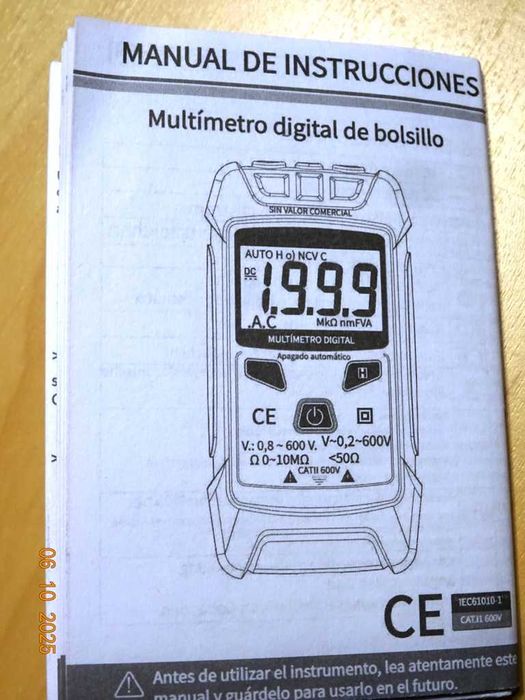 MANUAL DE INSTRUCCIONES
Multímetro digital de bolsillo
SIN VALOR COMERCIAL
AUTO H o) NCV C
DC
1.9.9.9
.A.C MkΩ nmFVA
MULTÍMETRO DIGITAL
Apagado automático
H
CE
V.: 0,8 ~ 600 V. V~0,2~600V
Ω 0~10MΩ <50Ω
CATII 600V
CE
IEC61010-1
CAT.II 600V
Antes de utilizar el instrumento, lea atentamente este
manual y guárdelo para usarlo en el futuro.
06 10 2025